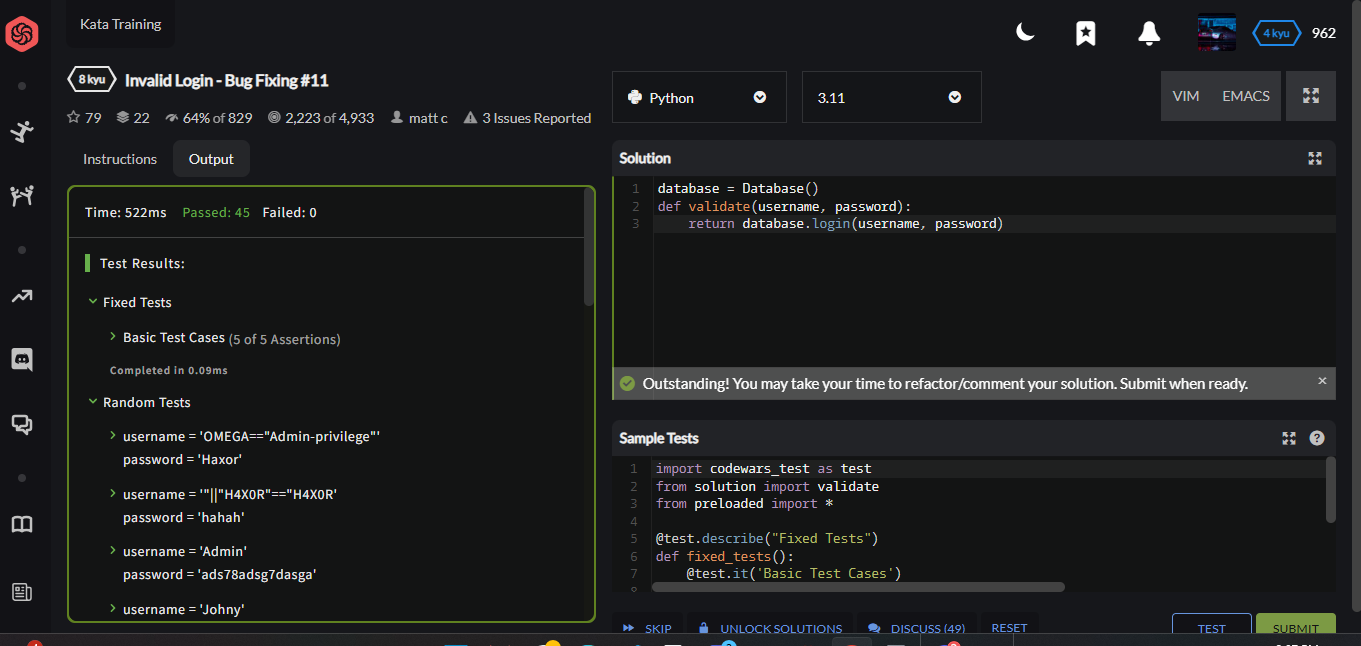 Kata Training
4 kyu 962
8 kyu Invalid Login - Bug Fixing #11
79 22 64% of 829 2,223 of 4,933 matt c 3 Issues Reported
Instructions Output
Time: 522ms Passed: 45 Failed: 0
Test Results:
Fixed Tests
Basic Test Cases (5 of 5 Assertions)
Completed in 0.09ms
Random Tests
username = 'OMEGA=="Admin-privilege"'
password = 'Haxor'
username = '"||"H4X0R"=="H4X0R'
password = 'hahah'
username = 'Admin'
password = 'ads78adsg7dasga'
username = 'Johny'
Python 3.11 VIM EMACS
Solution
1 database = Database()
2 def validate(username, password):
3 return database.login(username, password)
Outstanding! You may take your time to refactor/comment your solution. Submit when ready. ×
Sample Tests ?
1 import codewars_test as test
2 from solution import validate
3 from preloaded import *
4
5 @test.describe("Fixed Tests")
6 def fixed_tests():
7 @test.it('Basic Test Cases')
SKIP UNLOCK SOLUTIONS DISCUSS (49) RESET TEST SUBMIT